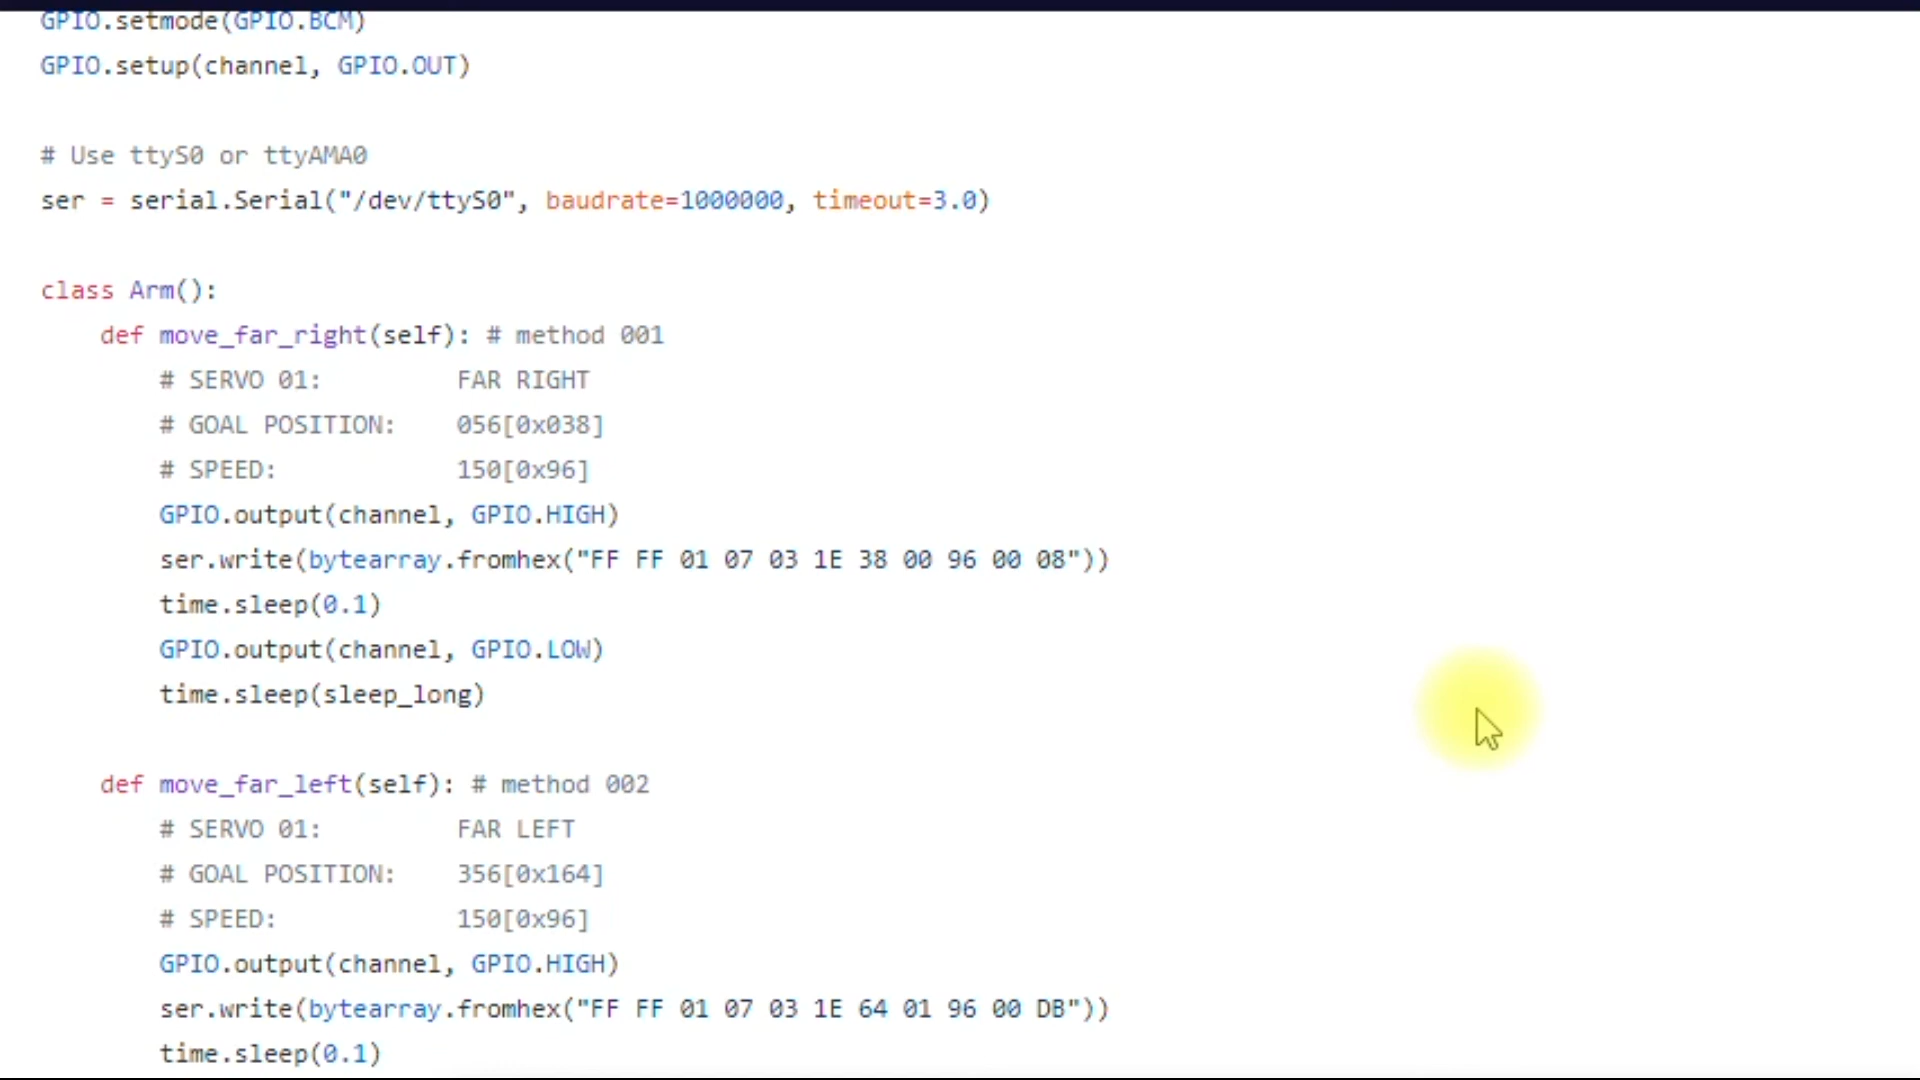 GPIO.setmode(GPIO.BCM)
GPIO.setup(channel, GPIO.OUT)
# Use ttyS0 or ttyAMA0
ser = serial.Serial("/dev/ttyS0", baudrate=1000000, timeout=3.0)
class Arm():
def move_far_right(self): # method 001
# SERVO 01: FAR RIGHT
# GOAL POSITION: 056[0x038]
# SPEED: 150[0x96]
GPIO.output(channel, GPIO.HIGH)
ser.write(bytearray.fromhex("FF FF 01 07 03 1E 38 00 96 00 08"))
time.sleep(0.1)
GPIO.output(channel, GPIO.LOW)
time.sleep(sleep_long)
def move_far_left(self): # method 002
# SERVO 01: FAR LEFT
# GOAL POSITION: 356[0x164]
# SPEED: 150[0x96]
GPIO.output(channel, GPIO.HIGH)
ser.write(bytearray.fromhex("FF FF 01 07 03 1E 64 01 96 00 DB"))
time.sleep(0.1)